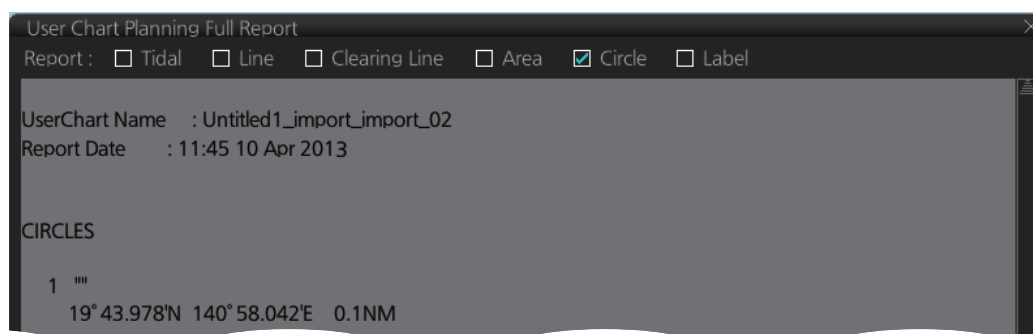 User Chart Planning Full Report
Report : Tidal Line Clearing Line Area Circle Label
UserChart Name : Untitled1_import_import_02
Report Date : 11:45 10 Apr 2013
CIRCLES
1 ""
19°43.978'N 140°58.042'E 0.1NM